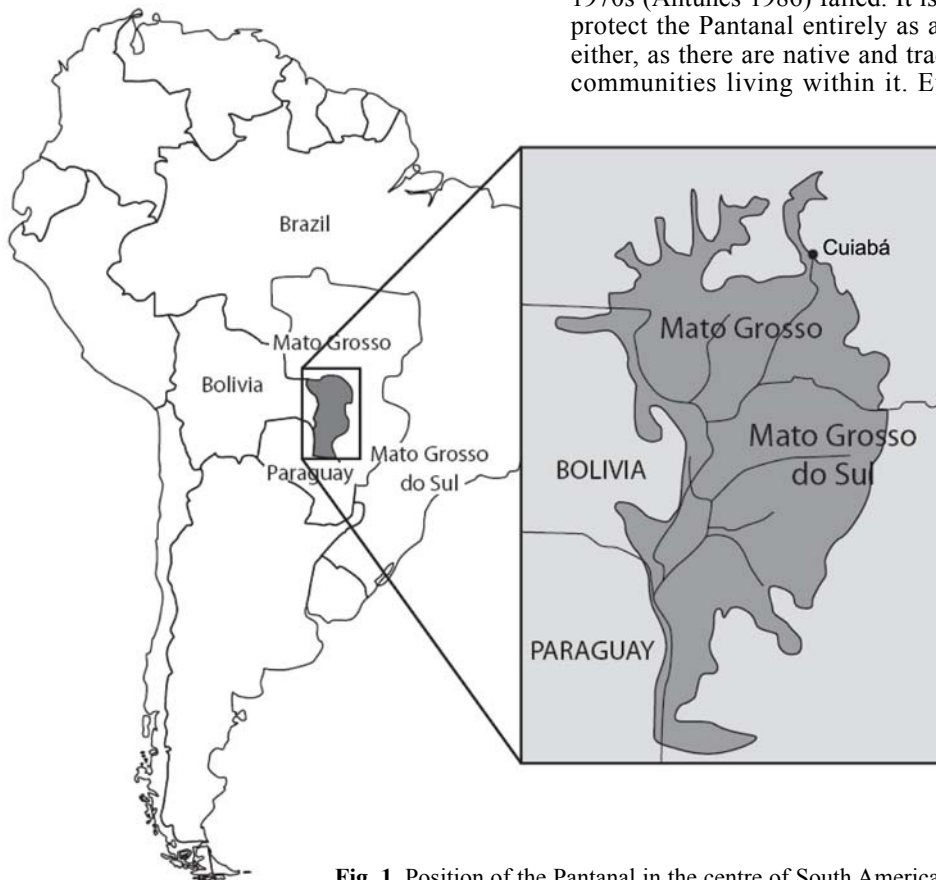 1970s (Antunes 1986) failed. It is
protect the Pantanal entirely as a
either, as there are native and
communities living within it.
Brazil
Mato Grosso
Bolivia
Paraguay
Mato Grosso
do Sul
Cuiabá
Mato Grosso
Mato Grosso
do Sul
BOLIVIA
PARAGUAY
Fig. 1. Position of the Pantanal in the centre of South America